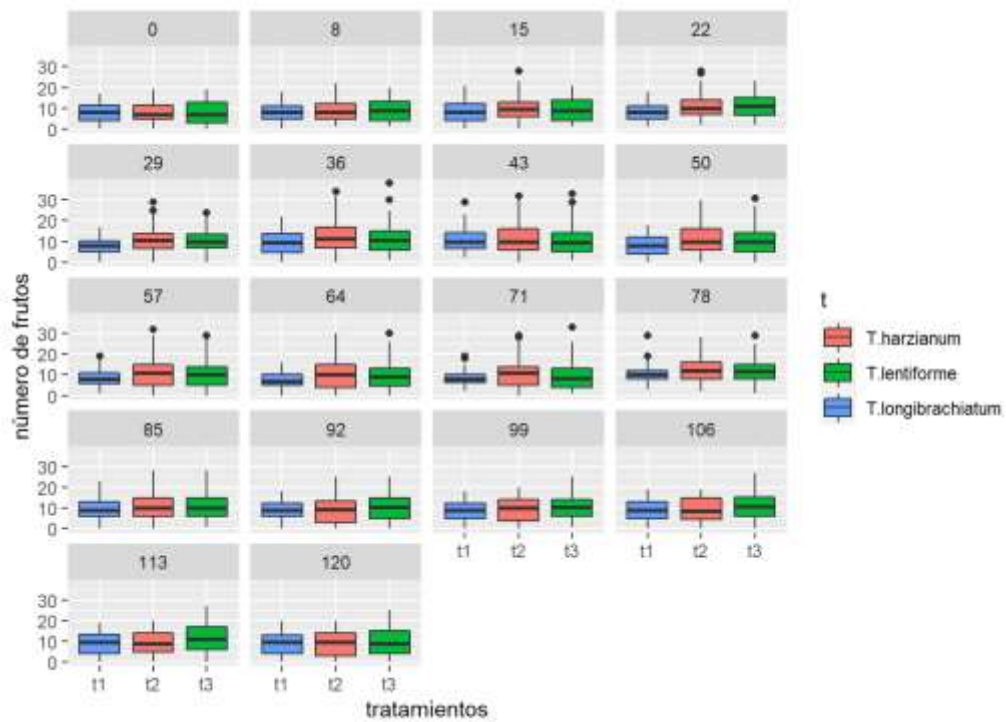 0 8 15 22
30
20
10
0
29 36 43 50
30
20
10
0
57 64 71 78
30
20
10
0
85 92 99 106
30
20
10
0
t1 t2 t3 t1 t2 t3
113 120
30
20
10
0
t1 t2 t3 t1 t2 t3
tratamientos
número de frutos
t
T.harzianum
T.lentiforme
T.longibrachiatum